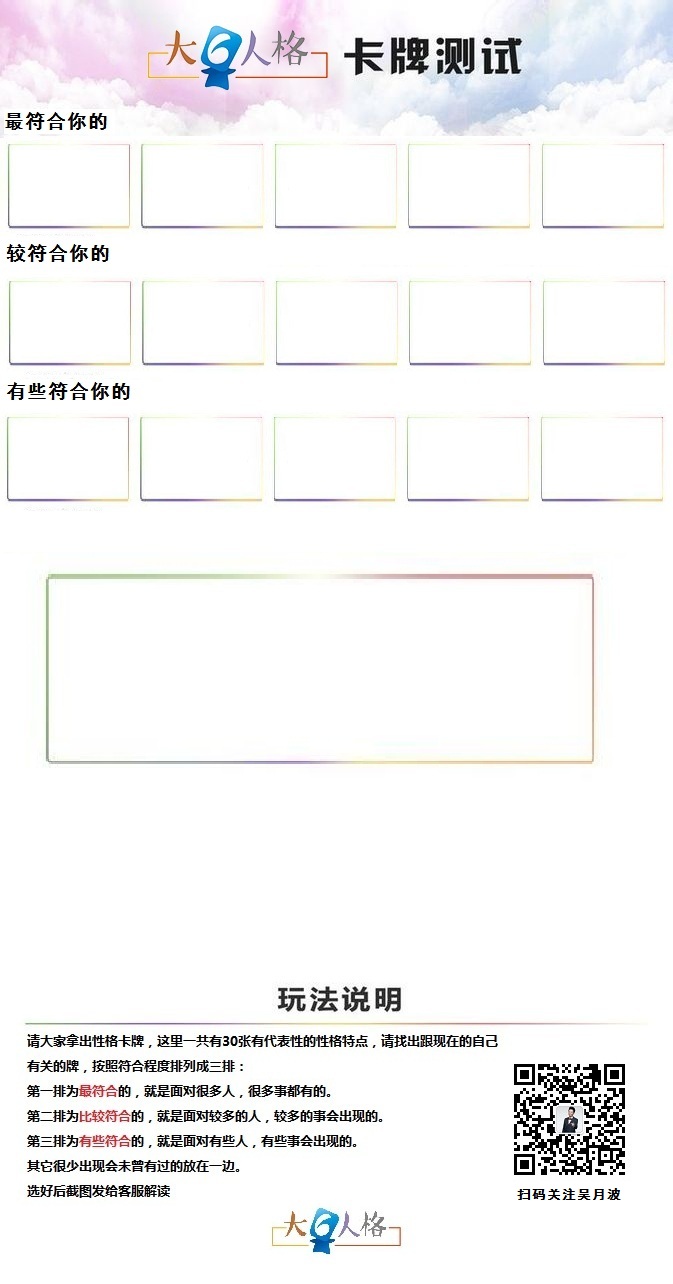 大6人格 卡牌测试
最符合你的
较符合你的
有些符合你的
玩法说明
请大家拿出性格卡牌，这里一共有30张有代表性的性格特点，请找出跟现在的自己
有关的牌，按照符合程度排列成三排：
第一排为最符合的，就是面对很多人，很多事都有的。
第二排为比较符合的，就是面对较多的人，较多的事会出现的。
第三排为有些符合的，就是面对有些人，有些事会出现的。
其它很少出现会未曾有过的放在一边。
选好后截图发给客服解读
扫码关注吴月波
大6人格